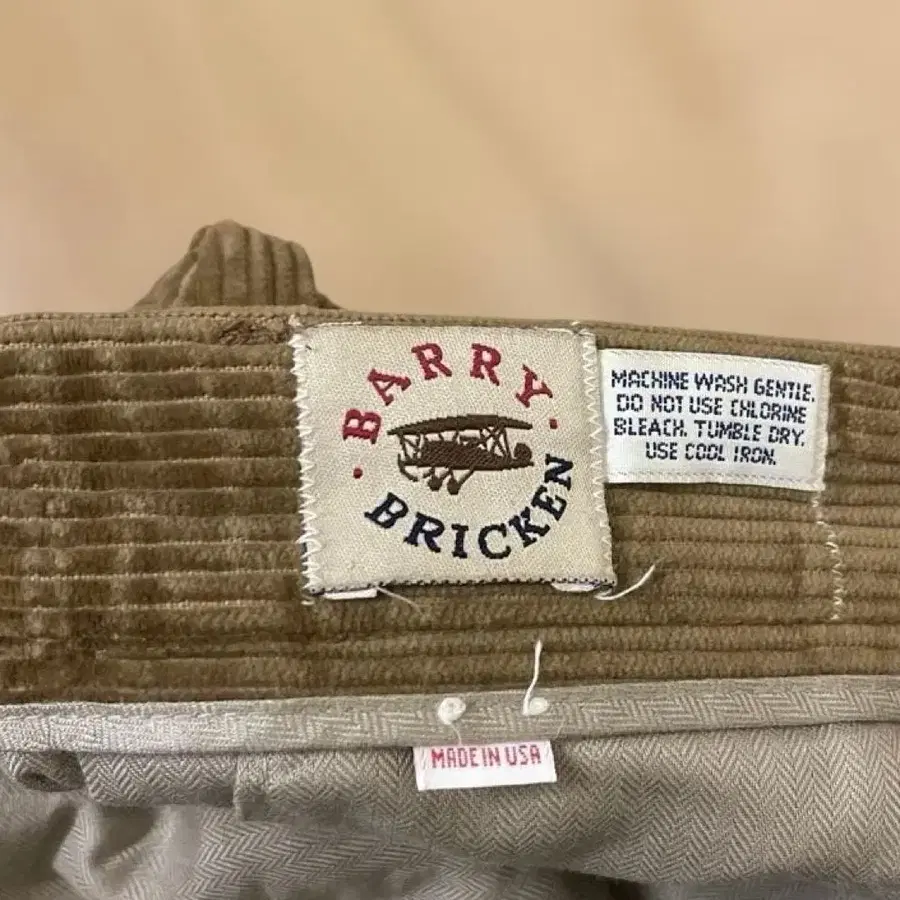 BARRY
BRICKEN
MACHINE WASH GENTLE.
DO NOT USE CHLORINE
BLEACH. TUMBLE DRY.
USE COOL IRON.
MADE IN USA